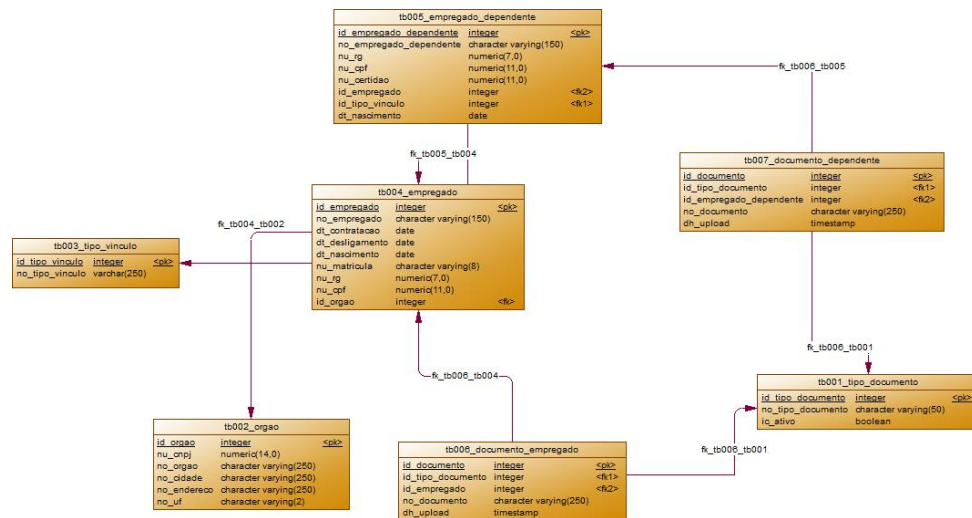 tb005_empregado_dependente
id_empregado_dependente integer <pk>
no_empregado_dependente character varying(150)
nu_rg numeric(7,0)
nu_cpf numeric(11,0)
nu_certidao numeric(11,0)
id_empregado integer <fk2>
id_tipo_vinculo integer <fk1>
dt_nascimento date
fk_tb006_tb005
fk_tb005_tb004
tb007_documento_dependente
id_documento integer <pk>
id_tipo_documento integer <fk1>
id_empregado_dependente integer <fk2>
no_documento character varying(250)
dh_upload timestamp
tb004_empregado
id_empregado integer <pk>
no_empregado character varying(150)
dt_contratacao date
dt_desligamento date
dt_nascimento date
nu_matricula character varying(8)
nu_rg numeric(7,0)
nu_cpf numeric(11,0)
id_orgao integer <fk>
fk_tb004_tb002
tb003_tipo_vinculo
id_tipo_vinculo integer <pk>
no_tipo_vinculo varchar(250)
fk_tb006_tb001
fk_tb006_tb004
tb001_tipo_documento
id_tipo_documento integer <pk>
no_tipo_documento character varying(50)
ic_ativo boolean
tb002_orgao
id_orgao integer <pk>
nu_cnpj numeric(14,0)
no_orgao character varying(250)
no_cidade character varying(250)
no_endereco character varying(250)
no_uf character varying(2)
fk_tb006_tb001
tb006_documento_empregado
id_documento integer <pk>
id_tipo_documento integer <fk1>
id_empregado integer <fk2>
no_documento character varying(250)
dh_upload timestamp